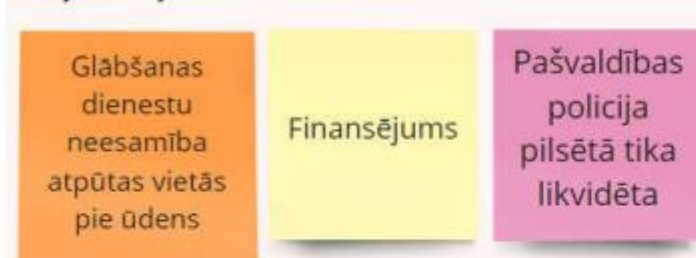 Glābšanas
dienestu
neesamība
atpūtas vietās
pie ūdens
Finansējums
Pašvaldības
policija
pilsētā tika
likvidēta